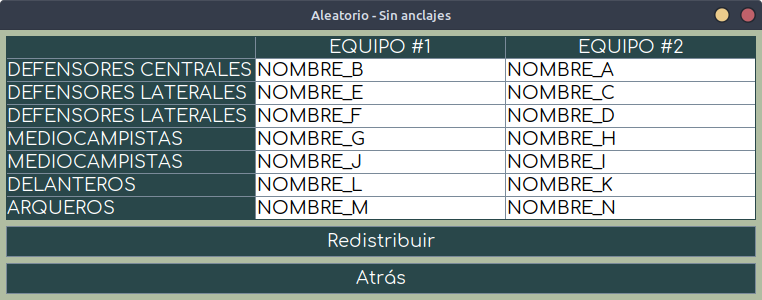 Aleatorio - Sin anclajes
EQUIPO #1 EQUIPO #2
DEFENSORES CENTRALES NOMBRE_B NOMBRE_A
DEFENSORES LATERALES NOMBRE_E NOMBRE_C
DEFENSORES LATERALES NOMBRE_F NOMBRE_D
MEDIOCAMPISTAS NOMBRE_G NOMBRE_H
MEDIOCAMPISTAS NOMBRE_J NOMBRE_I
DELANTEROS NOMBRE_L NOMBRE_K
ARQUEROS NOMBRE_M NOMBRE_N
Redistribuir
Atrás